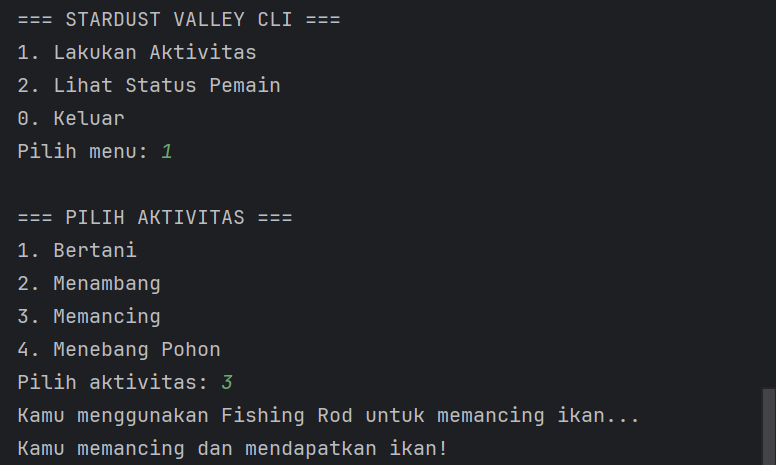 === STARDUST VALLEY CLI ===
1. Lakukan Aktivitas
2. Lihat Status Pemain
0. Keluar
Pilih menu: 1
=== PILIH AKTIVITAS ===
1. Bertani
2. Menambang
3. Memancing
4. Menebang Pohon
Pilih aktivitas: 3
Kamu menggunakan Fishing Rod untuk memancing ikan...
Kamu memancing dan mendapatkan ikan!